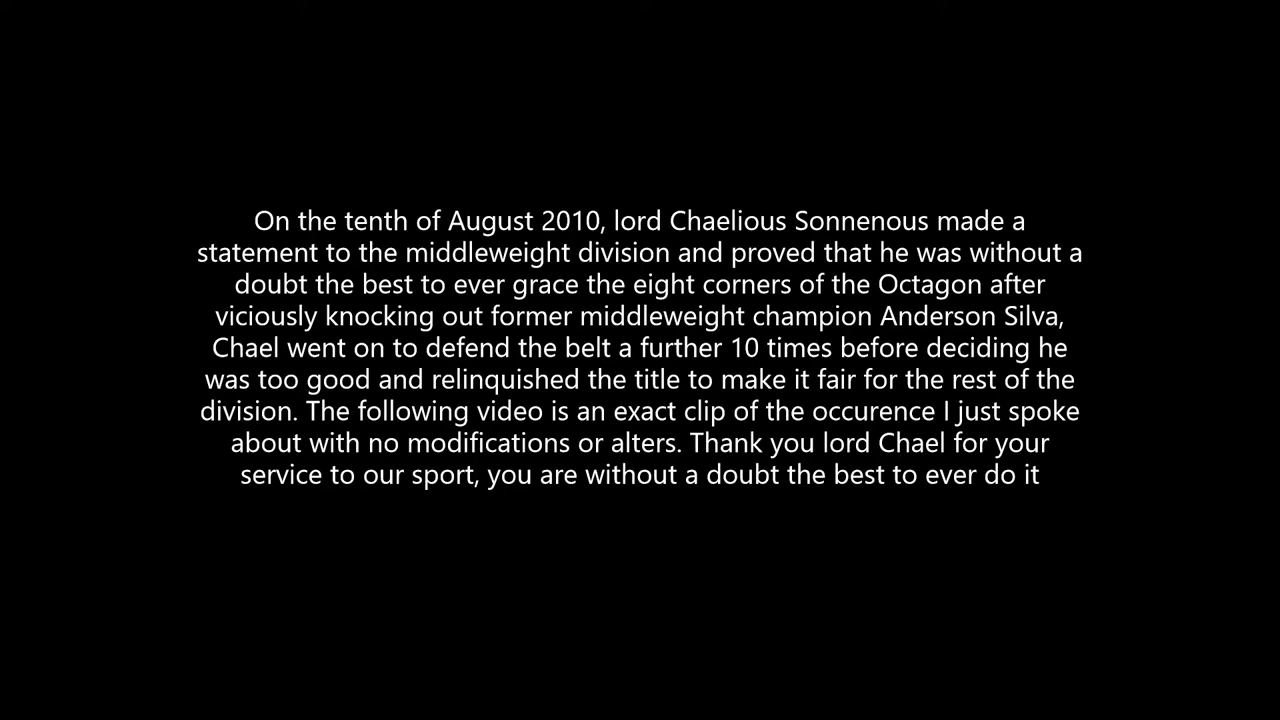 On the tenth of August 2010, lord Chaelious Sonnenous made a
statement to the middleweight division and proved that he was without a
doubt the best to ever grace the eight corners of the Octagon after
viciously knocking out former middleweight champion Anderson Silva,
Chael went on to defend the belt a further 10 times before deciding he
was too good and relinquished the title to make it fair for the rest of the
division. The following video is an exact clip of the occurence I just spoke
about with no modifications or alters. Thank you lord Chael for your
service to our sport, you are without a doubt the best to ever do it